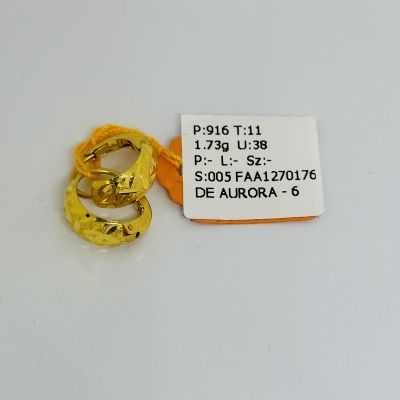 P:916 T:11
1.73g U:38
P:- L:- Sz:-
S:005 FAA1270176
DE AURORA - 6